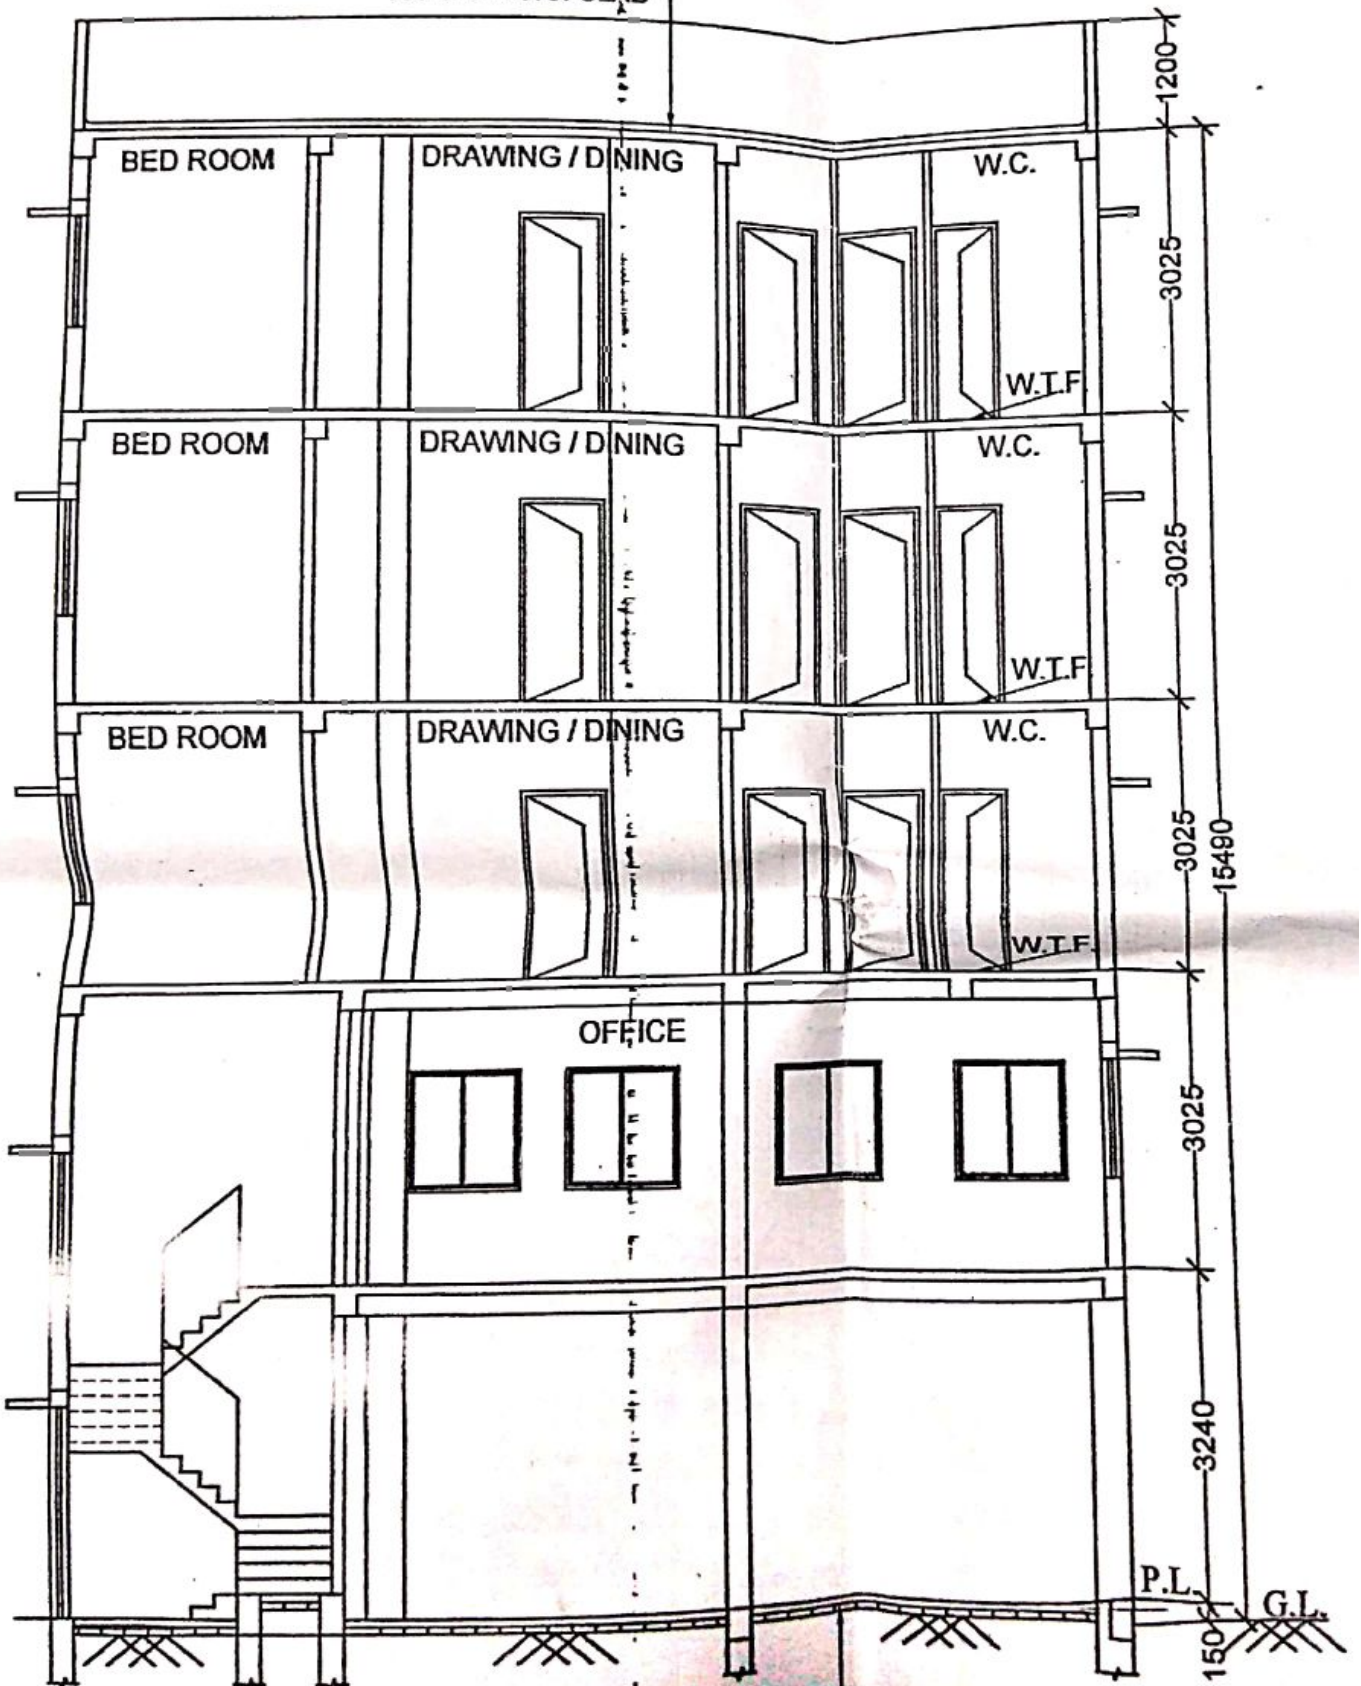 1200
BED ROOM DRAWING / DINING W.C.
3025
W.T.F
BED ROOM DRAWING / DINING W.C.
3025
W.T.F
BED ROOM DRAWING / DINING W.C.
3025
15490
W.T.F.
OFFICE
3025
3240
P.L.
G.L.
150